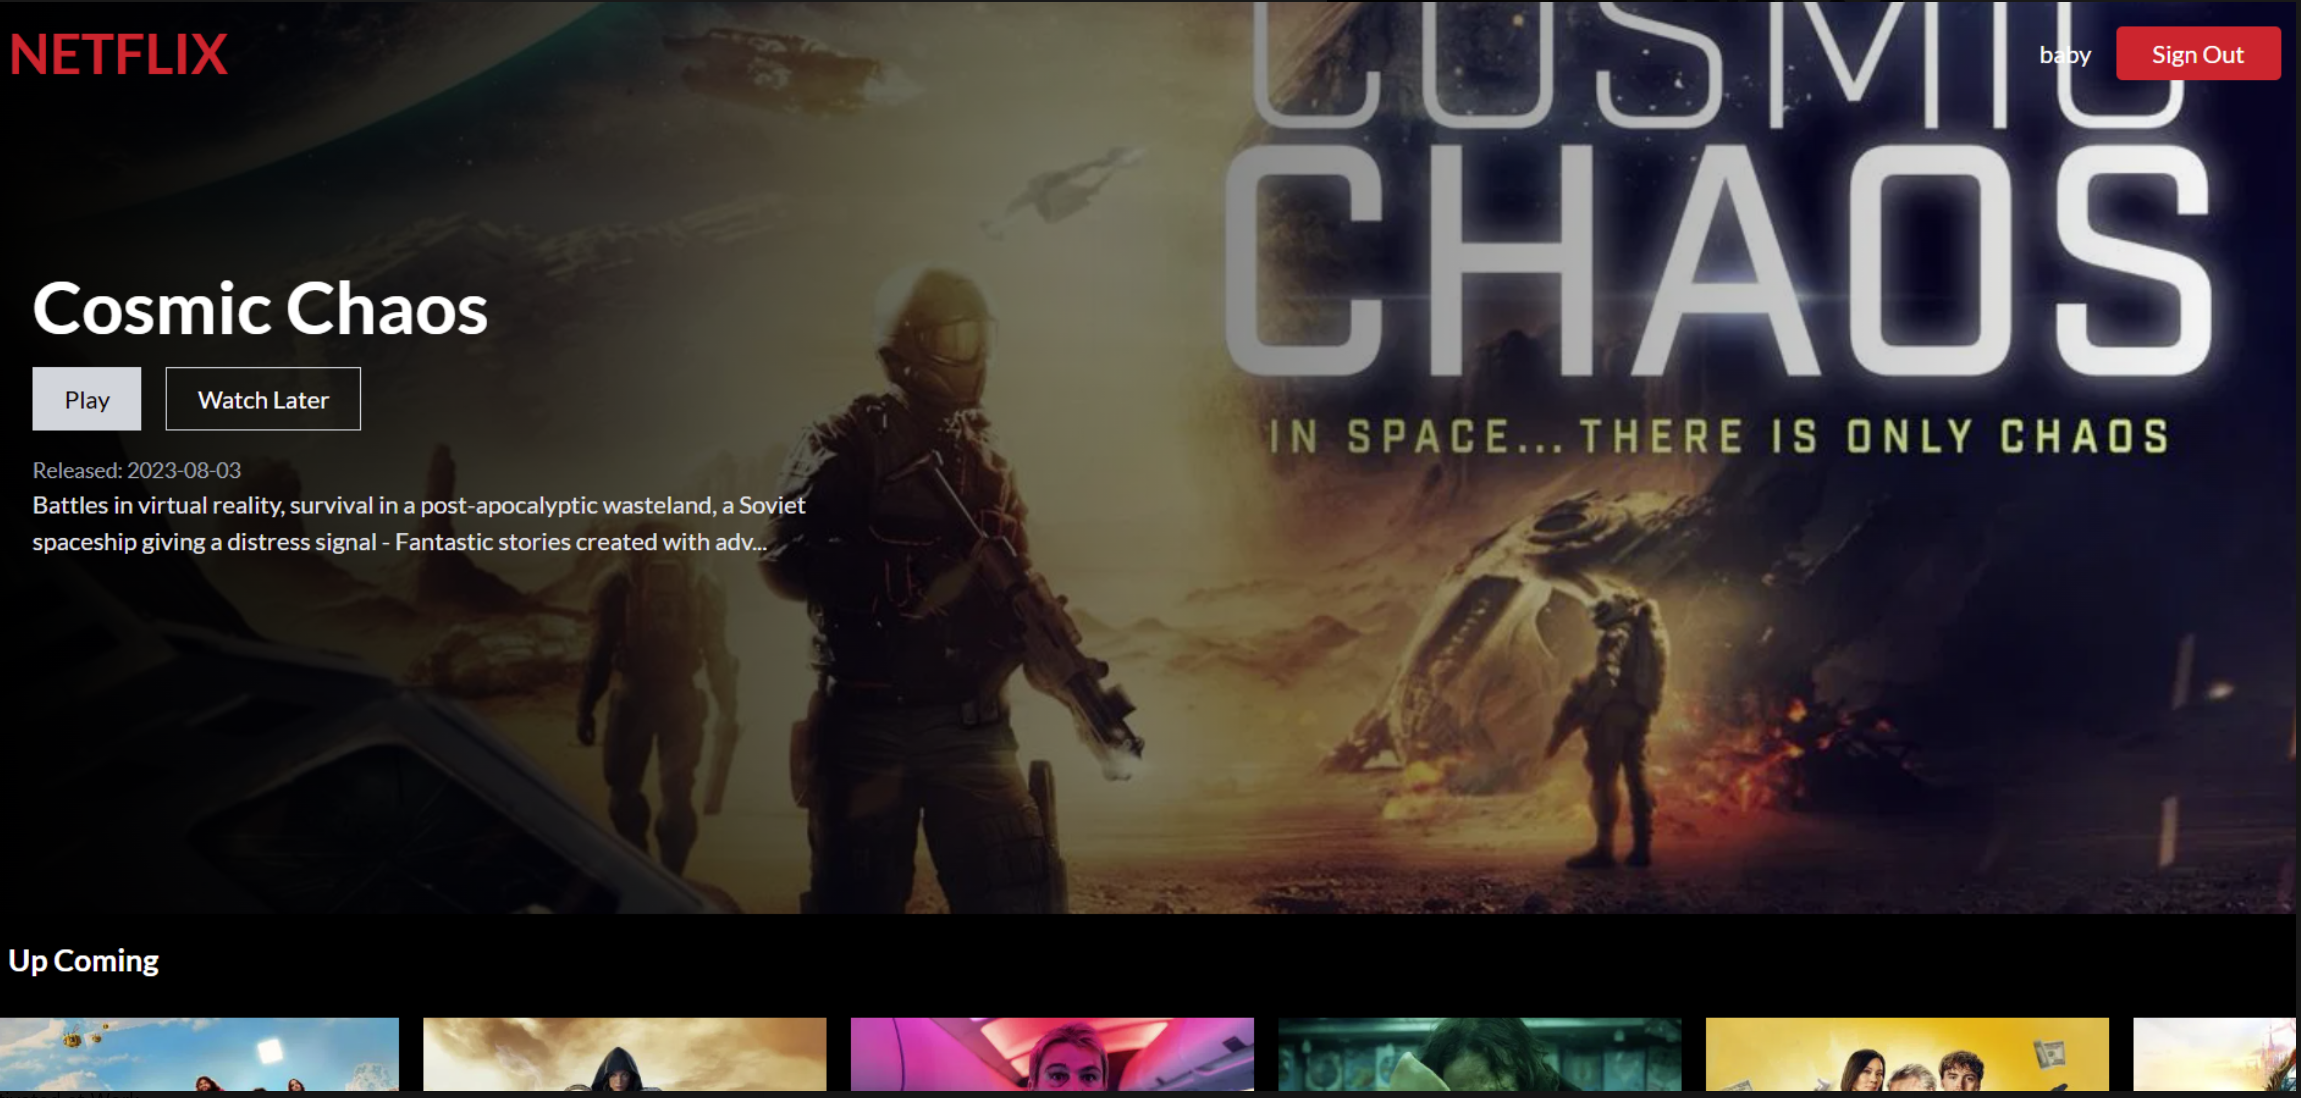 NETFLIX
baby
Sign Out
COSMIC
CHAOS
IN SPACE...THERE IS ONLY CHAOS
Cosmic Chaos
Play
Watch Later
Released: 2023-08-03
Battles in virtual reality, survival in a post-apocalyptic wasteland, a Soviet
spaceship giving a distress signal - Fantastic stories created with adv...
Up Coming